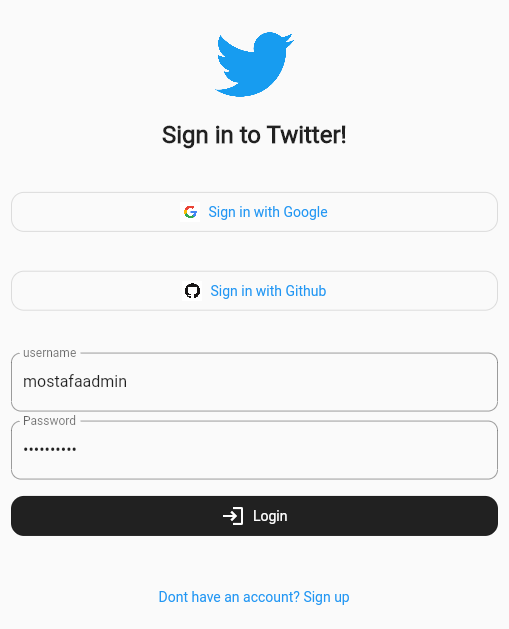 Sign in to Twitter!
Sign in with Google
Sign in with Github
username
mostafaadmin
Password
••••••••••
Login
Dont have an account? Sign up